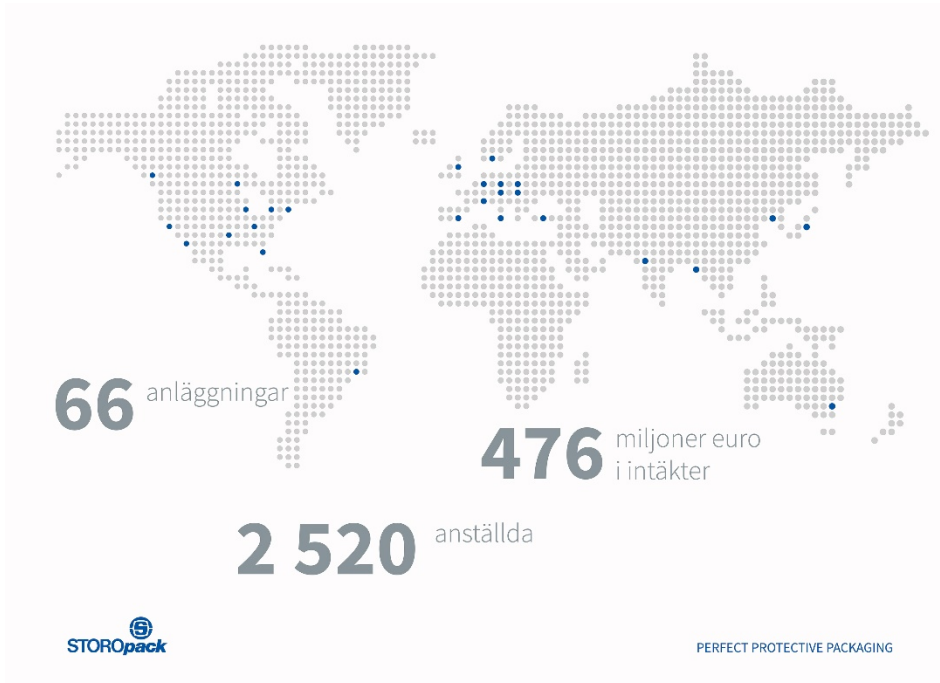 66 anläggningar
476 miljoner euro
i intäkter
2 520 anställda
STOROpack
PERFECT PROTECTIVE PACKAGING